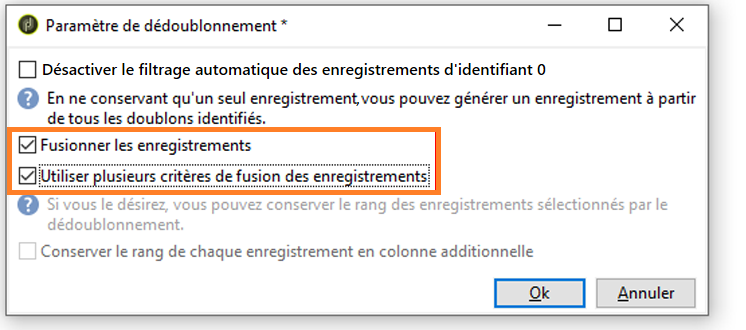 Paramètre de dédoublonnement *
Désactiver le filtrage automatique des enregistrements d'identifiant 0
En ne conservant qu'un seul enregistrement,vous pouvez générer un enregistrement à partir
de tous les doublons identifiés.
Fusionner les enregistrements
Utiliser plusieurs critères de fusion des enregistrements
Si vous le désirez, vous pouvez conserver le rang des enregistrements sélectionnés par le
dédoublonnement.
Conserver le rang de chaque enregistrement en colonne additionnelle
Ok Annuler